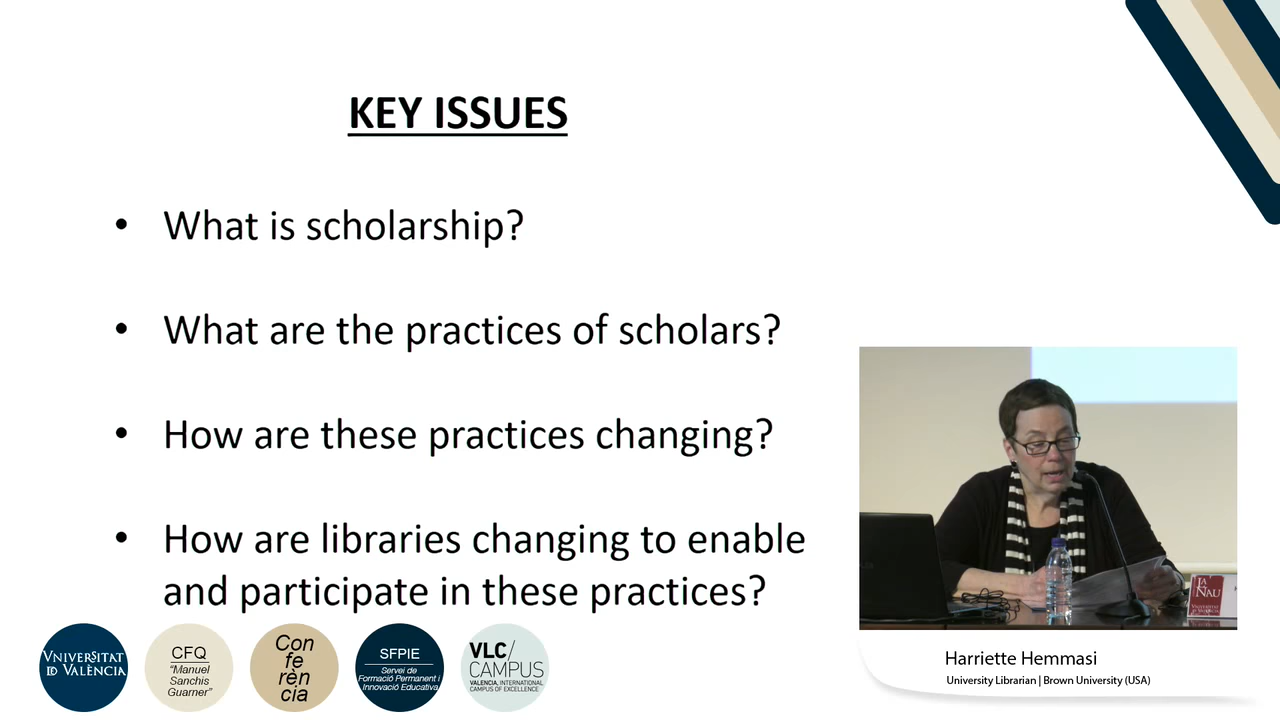 KEY ISSUES
• What is scholarship?
• What are the practices of scholars?
• How are these practices changing?
• How are libraries changing to enable
and participate in these practices?
VNIVERSITAT
D VALÈNCIA
CFQ
"Manuel
Sanchis
Guarner"
Con
fe
rèn
cia
SFPIE
Servei de
Formació Permanent i
Innovació Educativa
VLC/
CAMPUS
VALENCIA, INTERNATIONAL
CAMPUS OF EXCELLENCE
LA
NAU
Harriette Hemmasi
University Librarian | Brown University (USA)